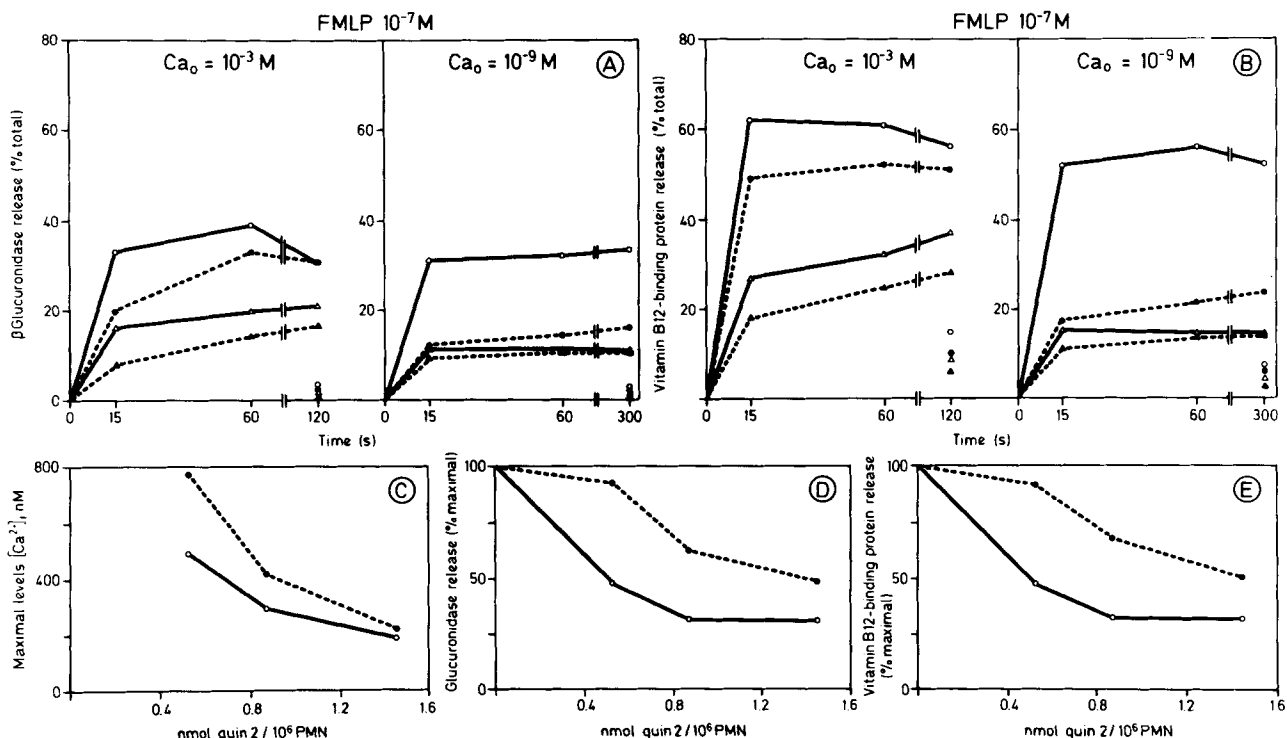 FMLP 10⁻⁷M
Ca₀ = 10⁻³ M
Ca₀ = 10⁻⁹ M
A
βGlucuronidase release (% total)
80
60
40
20
0
60
40
20
0 15 60 120
0 15 60 300
Time (s)
FMLP 10⁻⁷M
Ca₀ = 10⁻³ M
Ca₀ = 10⁻⁹ M
B
Vitamin B12-binding protein release (% total)
80
60
40
20
60
40
20
0 15 60 120
0 15 60 300
Time (s)
C
Maximal levels [Ca²⁺], nM
800
400
0
0.4 0.8 1.2 1.6
nmol quin 2 / 10⁶ PMN
D
Glucuronidase release (% maximal)
100
50
0
0.4 0.8 1.2 1.6
nmol quin 2 / 10⁶ PMN
E
Vitamin B12-binding protein release
(% maximal)
100
50
0
0.4 0.8 1.2 1.6
nmol quin 2 / 10⁶ PMN